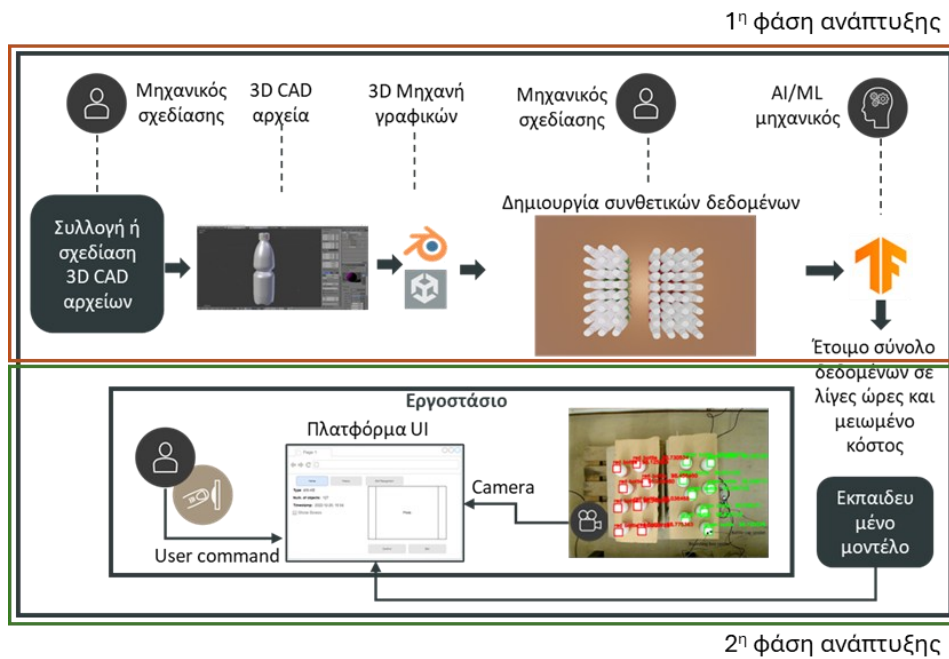 1η φάση ανάπτυξης
Μηχανικός
σχεδίασης
3D CAD
αρχεία
3D Μηχανή
γραφικών
Μηχανικός
σχεδίασης
AI/ML
μηχανικός
Συλλογή ή
σχεδίαση
3D CAD
αρχείων
Δημιουργία συνθετικών δεδομένων
Έτοιμο σύνολο
δεδομένων σε
λίγες ώρες και
μειωμένο
κόστος
Εργοστάσιο
Πλατφόρμα UI
Page 1
Camera
User command
Εκπαιδευ
μένο
μοντέλο
2η φάση ανάπτυξης